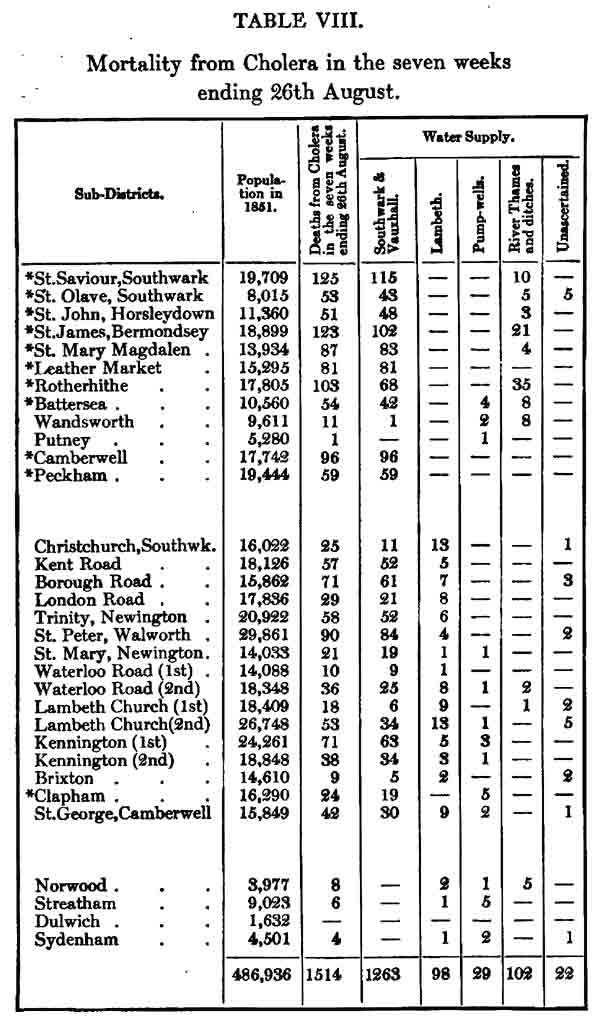 TABLE VIII.
Mortality from Cholera in the seven weeks
ending 26th August.
Sub-Districts.
Popula-
tion in
1851.
Deaths from Cholera
in the seven weeks
ending 26th August.
Water Supply.
Southwark &
Vauxhall.
Lambeth.
Pump-wells.
River Thames
and ditches.
Unascertained.
*St.Saviour,Southwark 19,709 125 115 — — 10 —
*St. Olave, Southwark 8,015 53 43 — — 5 5
*St. John, Horsleydown 11,360 51 48 — — 3 —
*St.James,Bermondsey 18,899 123 102 — — 21 —
*St. Mary Magdalen . 13,934 87 83 — — 4 —
*Leather Market . 15,295 81 81 — — — —
*Rotherhithe . . 17,805 103 68 — — 35 —
*Battersea . . . 10,560 54 42 — 4 8 —
Wandsworth . . 9,611 11 1 — 2 8 —
Putney . . . 5,280 1 — — 1 — —
*Camberwell . . 17,742 96 96 — — — —
*Peckham . . . 19,444 59 59 — — — —
Christchurch,Southwk. 16,022 25 11 13 — — 1
Kent Road . . 18,126 57 52 5 — — —
Borough Road . . 15,862 71 61 7 — — 3
London Road . . 17,836 29 21 8 — — —
Trinity, Newington . 20,922 58 52 6 — — —
St. Peter, Walworth . 29,861 90 84 4 — — 2
St. Mary, Newington. 14,033 21 19 1 1 — —
Waterloo Road (1st) . 14,088 10 9 1 — — —
Waterloo Road (2nd) 18,348 36 25 8 1 2 —
Lambeth Church (1st) 18,409 18 6 9 — 1 2
Lambeth Church(2nd) 26,748 53 34 13 1 — 5
Kennington (1st) . 24,261 71 63 5 3 — —
Kennington (2nd) . 18,848 38 34 3 1 — —
Brixton . . . 14,610 9 5 2 — — 2
*Clapham . . . 16,290 24 19 — 5 — —
St.George,Camberwell 15,849 42 30 9 2 — 1
Norwood . . . 3,977 8 — 2 1 5 —
Streatham . . 9,023 6 — 1 5 — —
Dulwich . . . 1,632 — — — — — —
Sydenham . . 4,501 4 — 1 2 — 1
486,936 1514 1263 98 29 102 22